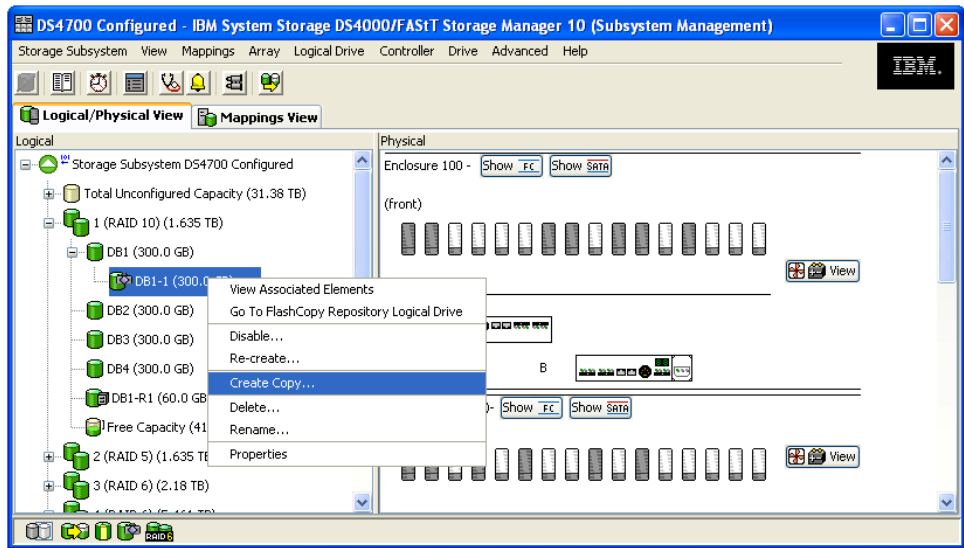 DS4700 Configured - IBM System Storage DS4000/FAStT Storage Manager 10 (Subsystem Management)
Storage Subsystem View Mappings Array Logical Drive Controller Drive Advanced Help
IBM.
Logical/Physical View Mappings View
Logical
Physical
Storage Subsystem DS4700 Configured
Total Unconfigured Capacity (31.38 TB)
1 (RAID 10) (1.635 TB)
DB1 (300.0 GB)
DB1-1 (300.0
DB2 (300.0 GB)
DB3 (300.0 GB)
DB4 (300.0 GB)
DB1-R1 (60.0 GB
Free Capacity (41
2 (RAID 5) (1.635 TB
3 (RAID 6) (2.18 TB)
View Associated Elements
Go To FlashCopy Repository Logical Drive
Disable...
Re-create...
Create Copy...
Delete...
Rename...
Properties
Enclosure 100 - Show FC Show SATA
(front)
View
B
)- Show FC Show SATA
View
RAID 6